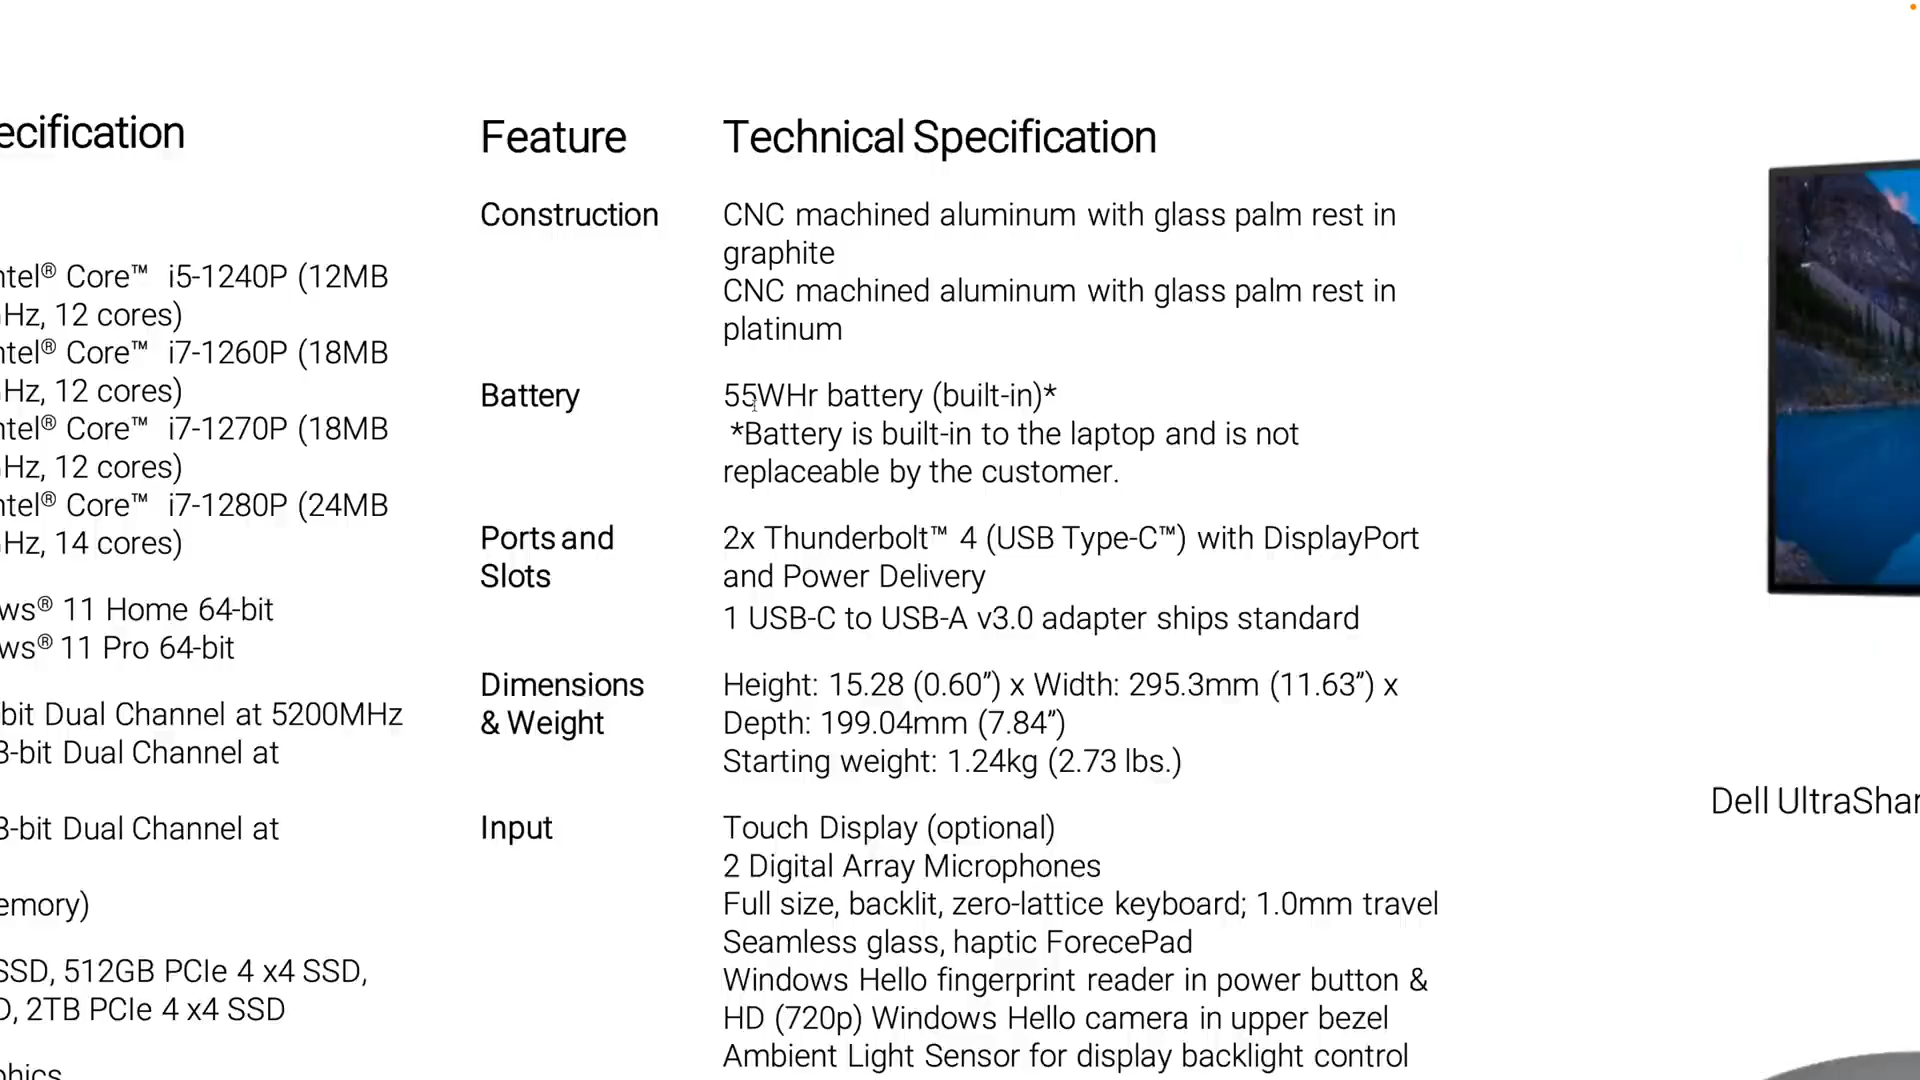 ecification
ntel® Core™ i5-1240P (12MB
Hz, 12 cores)
ntel® Core™ i7-1260P (18MB
Hz, 12 cores)
ntel® Core™ i7-1270P (18MB
Hz, 12 cores)
ntel® Core™ i7-1280P (24MB
Hz, 14 cores)
ws® 11 Home 64-bit
ws® 11 Pro 64-bit
bit Dual Channel at 5200MHz
-bit Dual Channel at
-bit Dual Channel at
emory)
SSD, 512GB PCIe 4 x4 SSD,
D, 2TB PCIe 4 x4 SSD
Feature Technical Specification
Construction CNC machined aluminum with glass palm rest in
graphite
CNC machined aluminum with glass palm rest in
platinum
Battery 55WHr battery (built-in)*
*Battery is built-in to the laptop and is not
replaceable by the customer.
Ports and 2x Thunderbolt™ 4 (USB Type-C™) with DisplayPort
Slots and Power Delivery
1 USB-C to USB-A v3.0 adapter ships standard
Dimensions Height: 15.28 (0.60”) x Width: 295.3mm (11.63”) x
& Weight Depth: 199.04mm (7.84”)
Starting weight: 1.24kg (2.73 lbs.)
Input Touch Display (optional)
2 Digital Array Microphones
Full size, backlit, zero-lattice keyboard; 1.0mm travel
Seamless glass, haptic ForecePad
Windows Hello fingerprint reader in power button &
HD (720p) Windows Hello camera in upper bezel
Ambient Light Sensor for display backlight control
Dell UltraShar